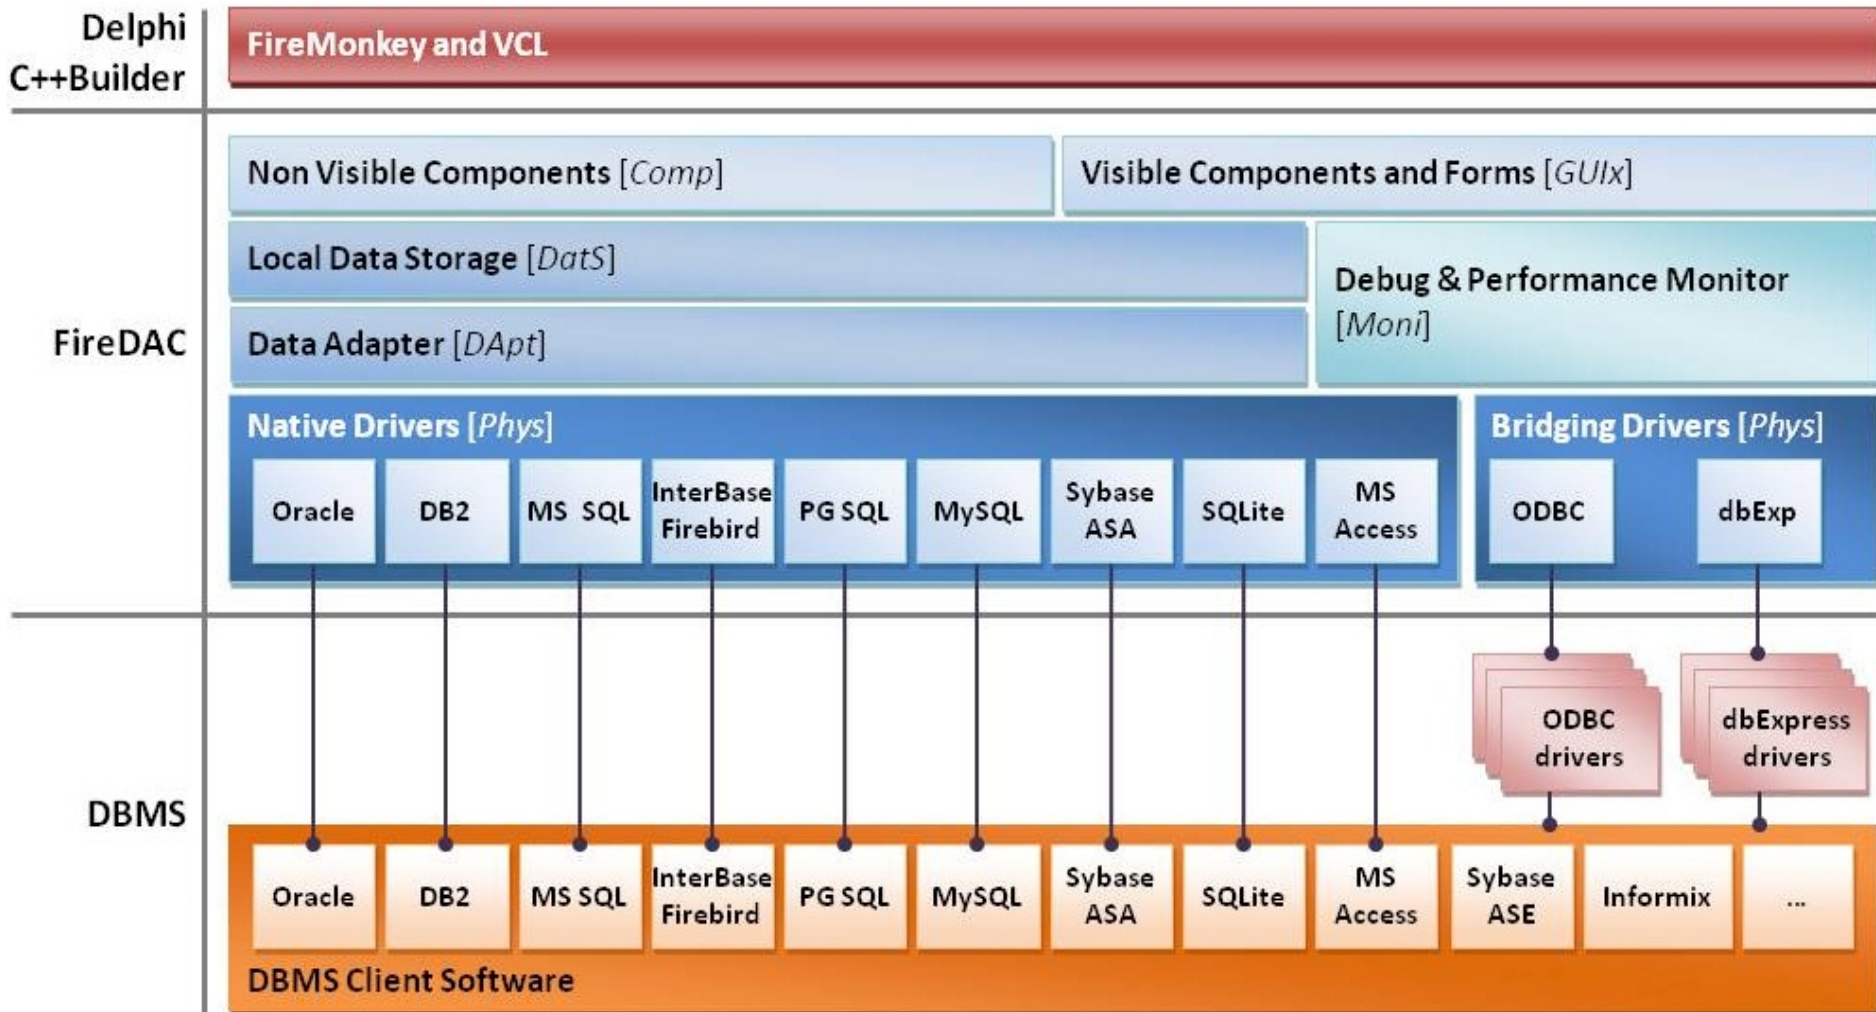 Delphi
C++Builder
FireMonkey and VCL
FireDAC
Non Visible Components [Comp]
Visible Components and Forms [GUIx]
Local Data Storage [DatS]
Debug & Performance Monitor
[Moni]
Data Adapter [DApt]
Native Drivers [Phys]
Oracle
DB2
MS SQL
InterBase
Firebird
PG SQL
MySQL
Sybase
ASA
SQLite
MS
Access
Bridging Drivers [Phys]
ODBC
dbExp
DBMS
ODBC
drivers
dbExpress
drivers
Oracle
DB2
MS SQL
InterBase
Firebird
PG SQL
MySQL
Sybase
ASA
SQLite
MS
Access
Sybase
ASE
Informix
...
DBMS Client Software